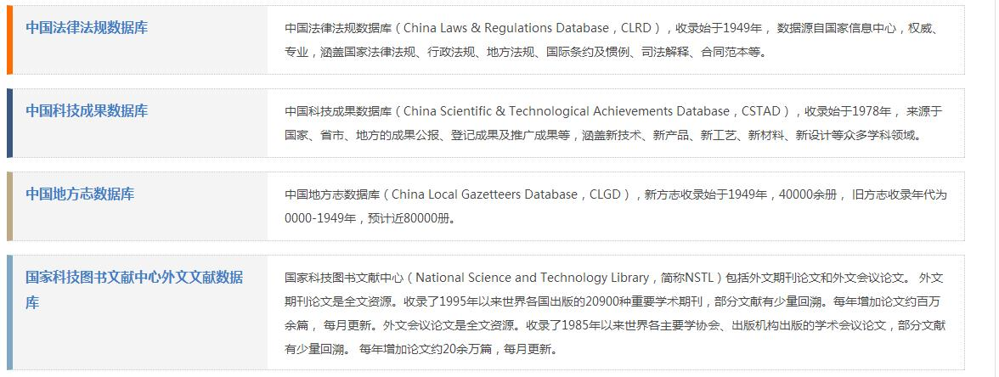 中国法律法规数据库
中国法律法规数据库（China Laws & Regulations Database，CLRD），收录始于1949年， 数据源自国家信息中心，权威、
专业，涵盖国家法律法规、行政法规、地方法规、国际条约及惯例、司法解释、合同范本等。
中国科技成果数据库
中国科技成果数据库（China Scientific & Technological Achievements Database，CSTAD），收录始于1978年， 来源于
国家、省市、地方的成果公报、登记成果及推广成果等，涵盖新技术、新产品、新工艺、新材料、新设计等众多学科领域。
中国地方志数据库
中国地方志数据库（China Local Gazetteers Database，CLGD），新方志收录始于1949年，40000余册， 旧方志收录年代为
0000-1949年，预计近80000册。
国家科技图书文献中心外文文献数据
库
国家科技图书文献中心（National Science and Technology Library，简称NSTL）包括外文期刊论文和外文会议论文。 外文
期刊论文是全文资源。收录了1995年以来世界各国出版的20900种重要学术期刊，部分文献有少量回溯。每年增加论文约百万
余篇， 每月更新。外文会议论文是全文资源。收录了1985年以来世界各主要学协会、出版机构出版的学术会议论文，部分文献
有少量回溯。 每年增加论文约20余万篇，每月更新。